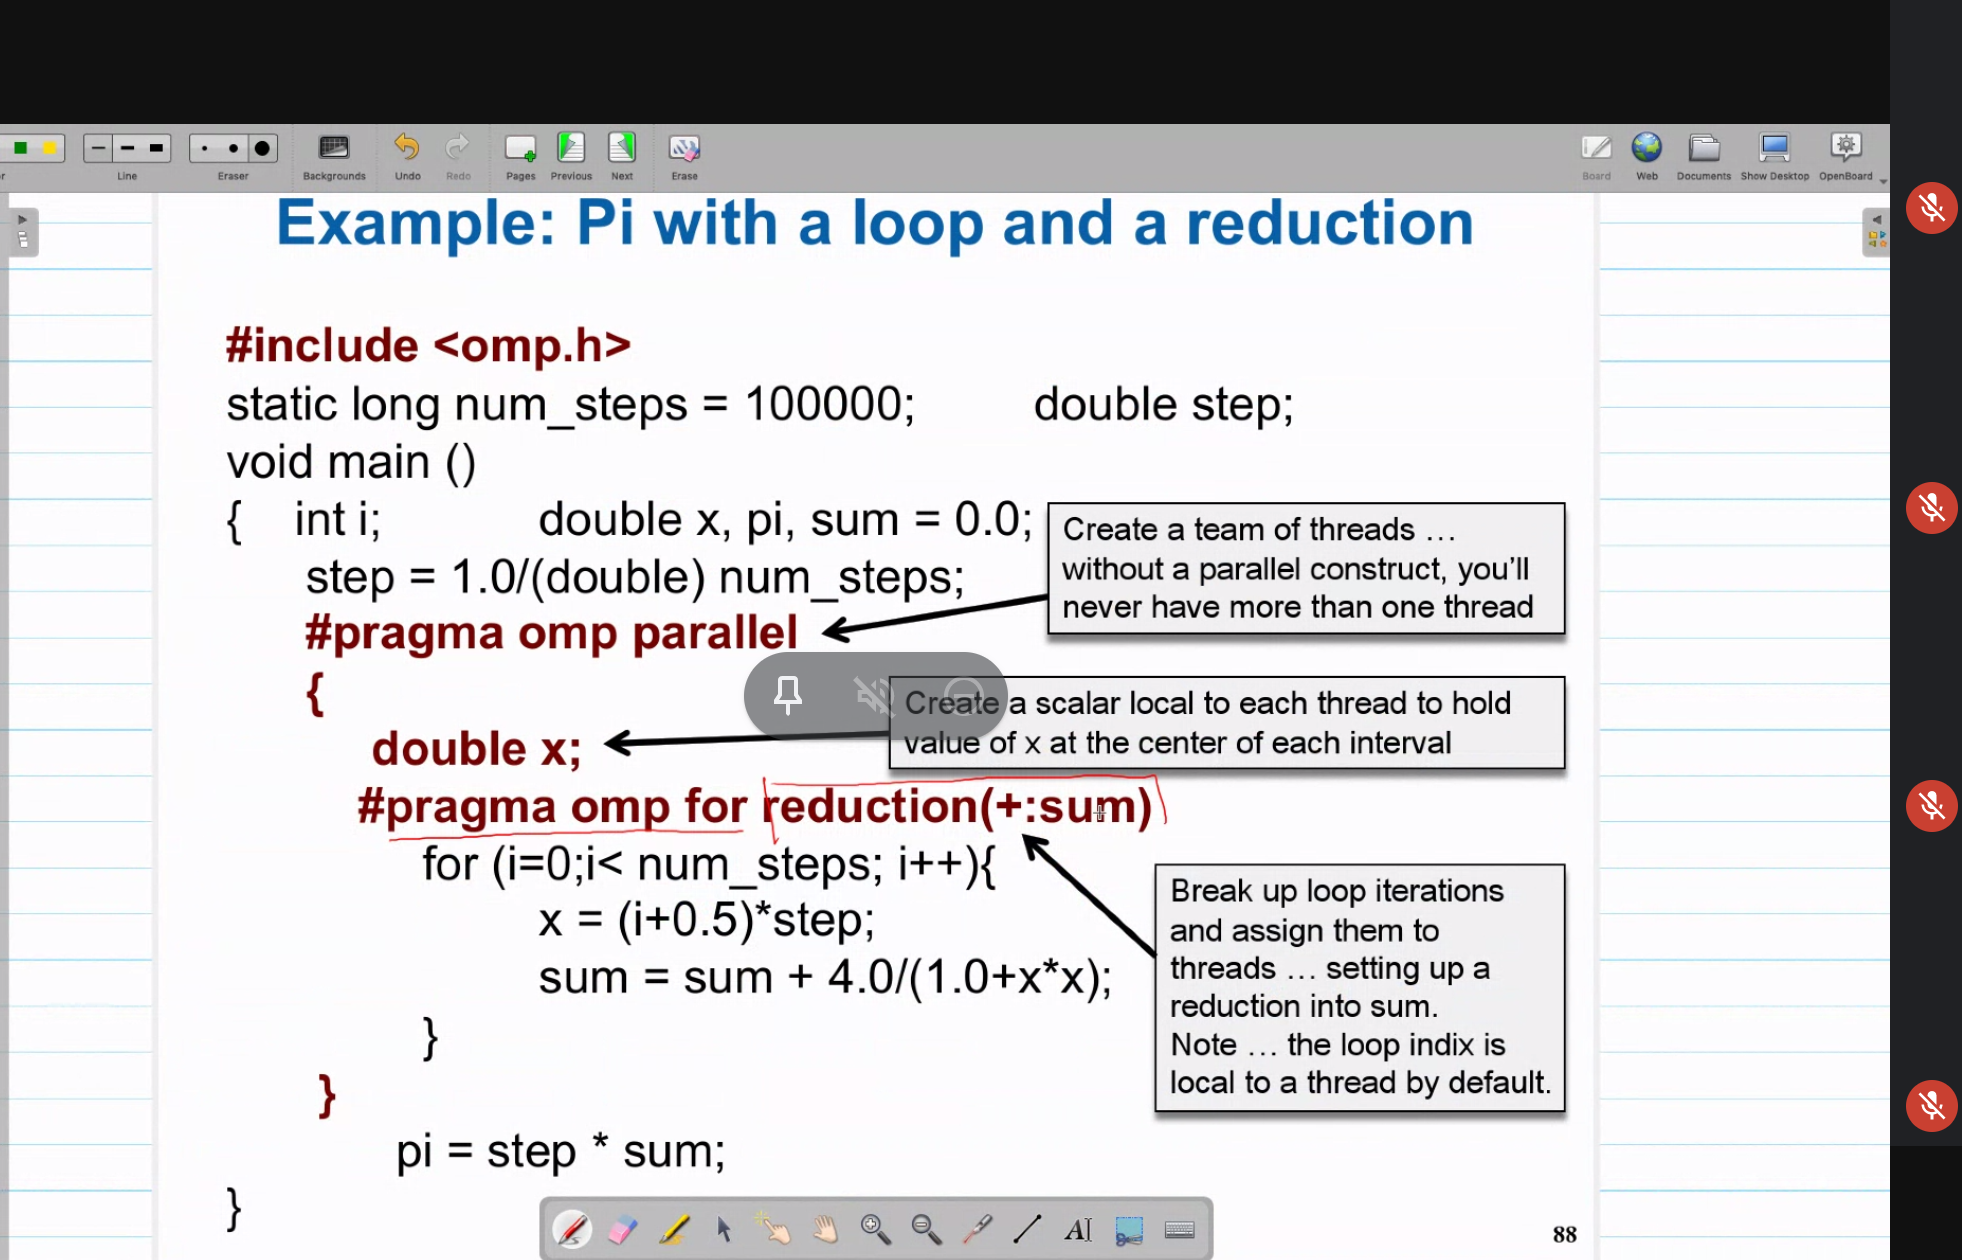 r
Line
Eraser
Backgrounds
Undo
Redo
Pages
Previous
Next
Erase
Board
Web
Documents
Show Desktop
OpenBoard
Example: Pi with a loop and a reduction
#include <omp.h>
static long num_steps = 100000; double step;
void main ()
{ int i; double x, pi, sum = 0.0;
step = 1.0/(double) num_steps;
#pragma omp parallel
Create a team of threads …
without a parallel construct, you’ll
never have more than one thread
{
double x;
Create a scalar local to each thread to hold
value of x at the center of each interval
#pragma omp for reduction(+:sum)
for (i=0;i< num_steps; i++){
x = (i+0.5)*step;
sum = sum + 4.0/(1.0+x*x);
}
Break up loop iterations
and assign them to
threads … setting up a
reduction into sum.
Note … the loop indix is
local to a thread by default.
}
pi = step * sum;
}
AI
88